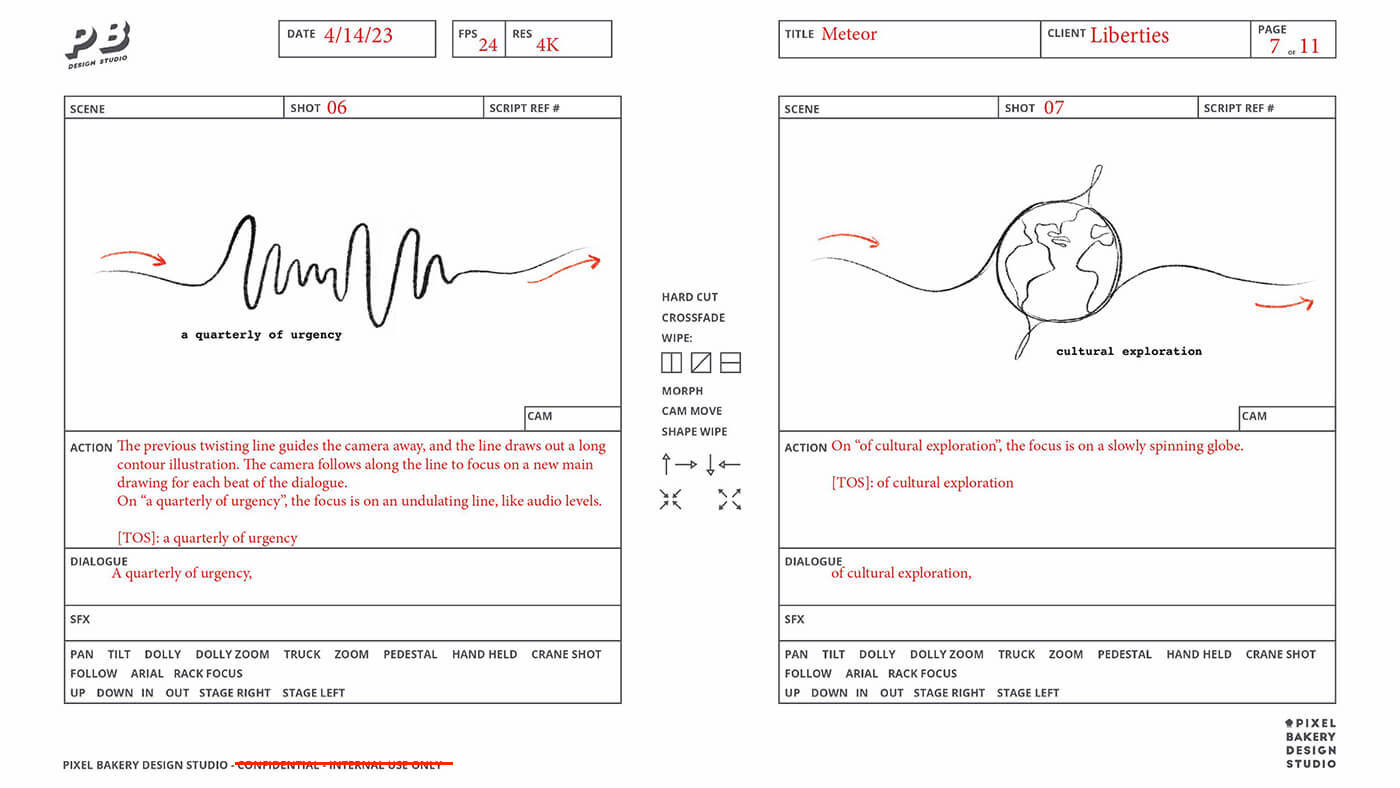 PB
DESIGN STUDIO
DATE 4/14/23
FPS 24
RES 4K
TITLE Meteor
CLIENT Liberties
PAGE
7 OF 11
SCENE
SHOT 06
SCRIPT REF #
a quarterly of urgency
CAM
ACTION The previous twisting line guides the camera away, and the line draws out a long
contour illustration. The camera follows along the line to focus on a new main
drawing for each beat of the dialogue.
On “a quarterly of urgency”, the focus is on an undulating line, like audio levels.
[TOS]: a quarterly of urgency
DIALOGUE
A quarterly of urgency,
SFX
PAN TILT DOLLY DOLLY ZOOM TRUCK ZOOM PEDESTAL HAND HELD CRANE SHOT
FOLLOW ARIAL RACK FOCUS
UP DOWN IN OUT STAGE RIGHT STAGE LEFT
HARD CUT
CROSSFADE
WIPE:
MORPH
CAM MOVE
SHAPE WIPE
SCENE
SHOT 07
SCRIPT REF #
cultural exploration
CAM
ACTION On “of cultural exploration”, the focus is on a slowly spinning globe.
[TOS]: of cultural exploration
DIALOGUE
of cultural exploration,
SFX
PAN TILT DOLLY DOLLY ZOOM TRUCK ZOOM PEDESTAL HAND HELD CRANE SHOT
FOLLOW ARIAL RACK FOCUS
UP DOWN IN OUT STAGE RIGHT STAGE LEFT
PIXEL BAKERY DESIGN STUDIO - CONFIDENTIAL - INTERNAL USE ONLY
PIXEL
BAKERY
DESIGN
STUDIO